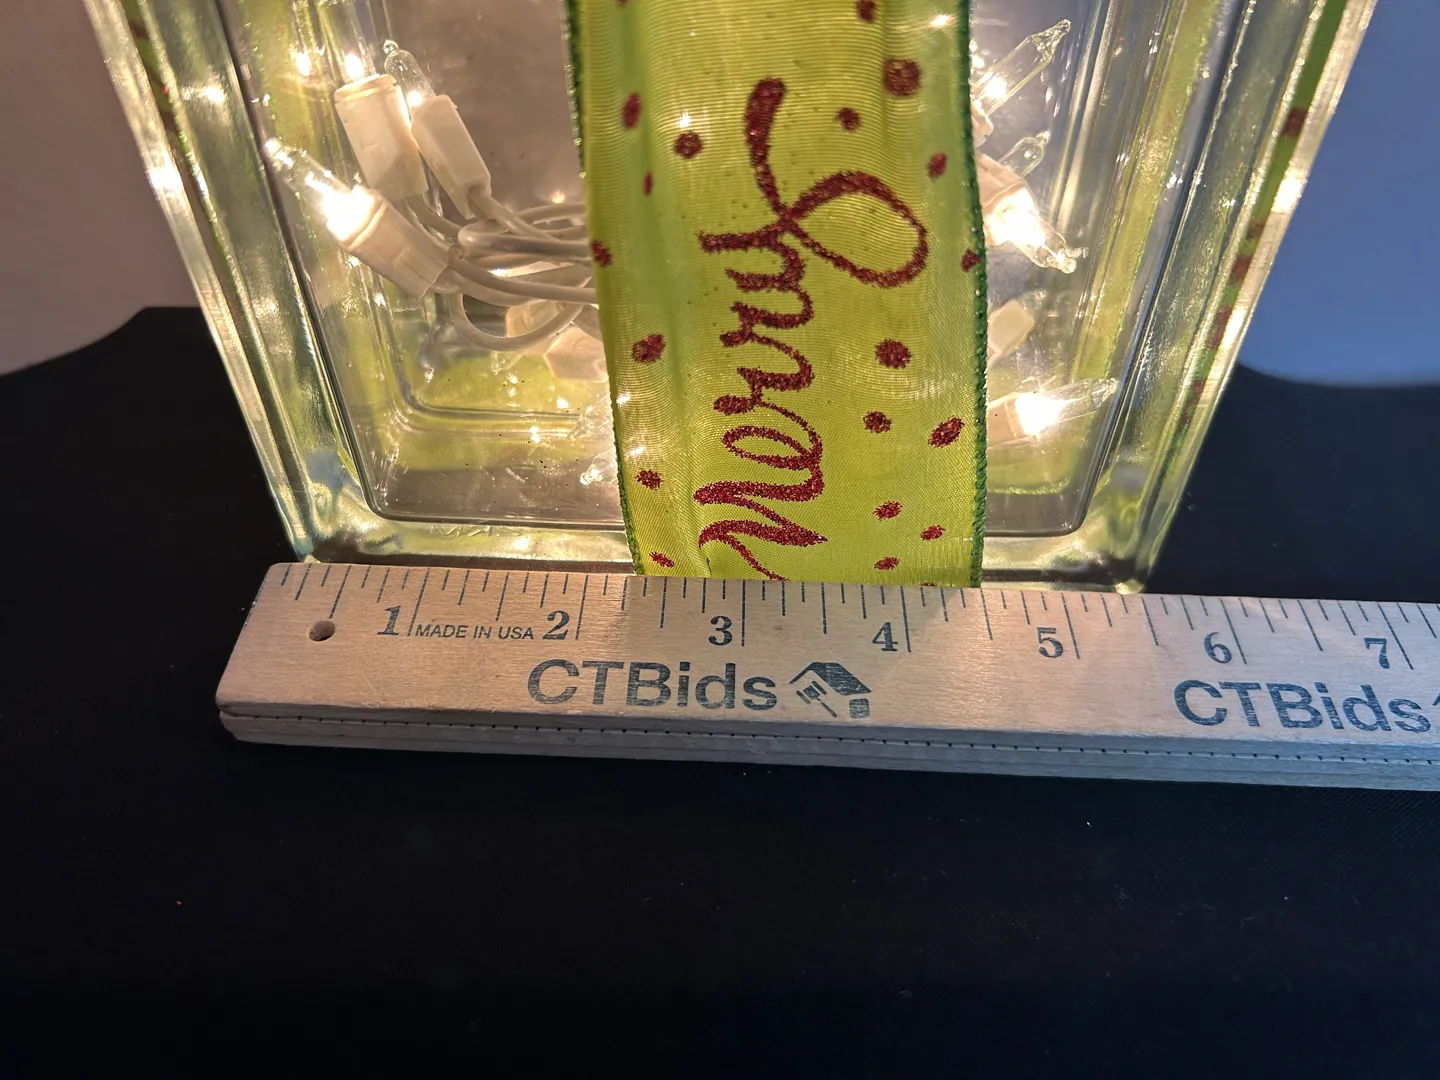 Merry
1 MADE IN USA 2 3 4 5 6 7
CTBids CTBids